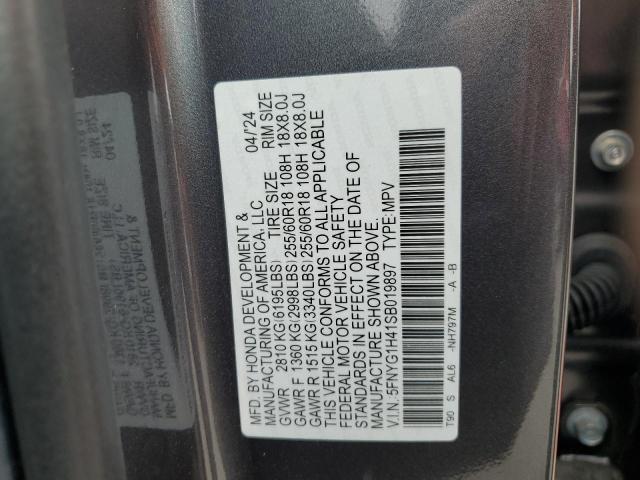 MFD. BY HONDA DEVELOPMENT & 04/'24
MANUFACTURING OF AMERICA, LLC
GVWR 2810 KG(6195LBS) TIRE SIZE RIM SIZE
GAWR F 1360 KG(2998LBS) 255/60R18 108H 18X8.0J
GAWR R 1515 KG(3340LBS) 255/60R18 108H 18X8.0J
THIS VEHICLE CONFORMS TO ALL APPLICABLE
FEDERAL MOTOR VEHICLE SAFETY
STANDARDS IN EFFECT ON THE DATE OF
MANUFACTURE SHOWN ABOVE.
V.I.N. :5FNYG1H41SB019897 TYPE:MPV
T90 S AL6 -NH797M -A -B